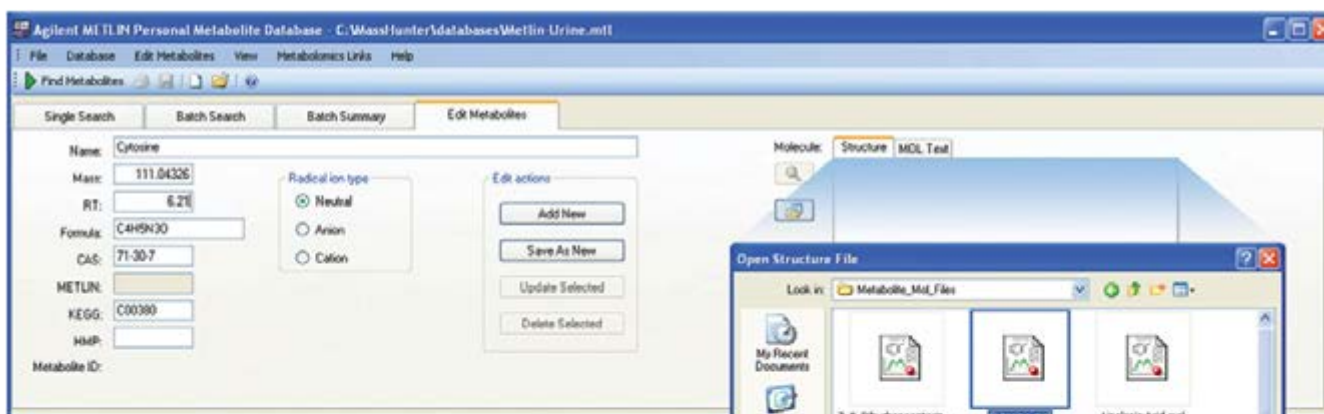 Agilent METLIN Personal Metabolite Database - C:\MassHunter\databases\Metlin Urine.mtl
File Database Edit Metabolites View Metabolomics Links Help
Find Metabolites
Single Search Batch Search Batch Summary Edit Metabolites
Name: Cytosine
Molecule: Structure MOL Text
Mass: 111.04326
Radical ion type
Edit actions
RT: 6.21
Neutral
Add New
Formula: C4H5N3O
Anion
Save As New
CAS: 71-30-7
Cation
Open Structure File
METLIN:
Update Selected
Look in: Metabolite_Mol_Files
KEGG: C00380
Delete Selected
HMP:
My Recent
Documents
Metabolite ID: